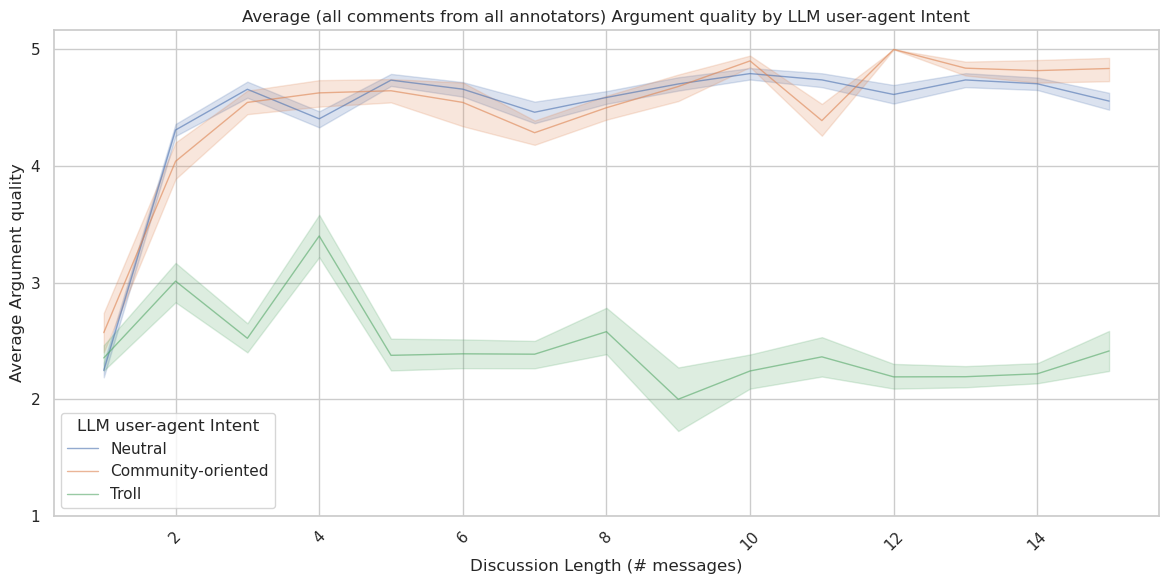 Average (all comments from all annotators) Argument quality by LLM user-agent Intent
Average Argument quality
5
4
3
2
1
LLM user-agent Intent
Neutral
Community-oriented
Troll
2 4 6 8 10 12 14
Discussion Length (# messages)